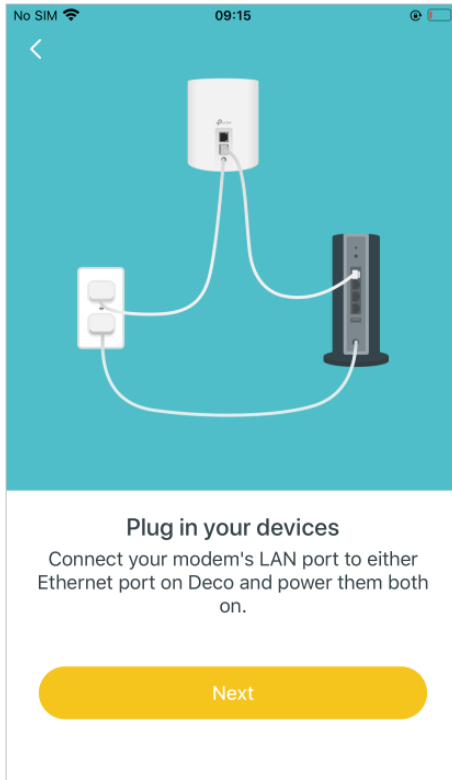 No SIM 09:15
Plug in your devices
Connect your modem's LAN port to either
Ethernet port on Deco and power them both
on.
Next